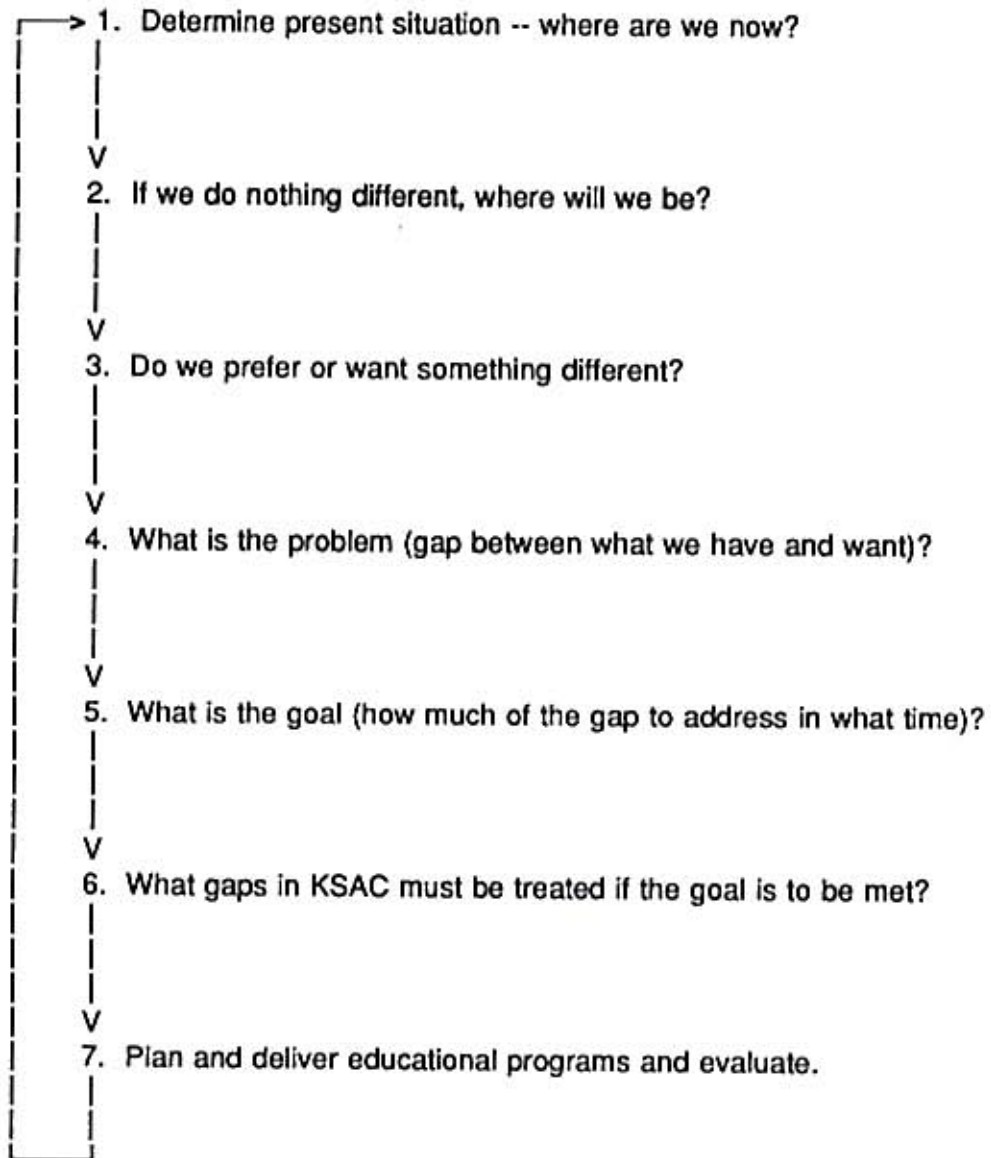 1. Determine present situation -- where are we now?
2. If we do nothing different, where will we be?
3. Do we prefer or want something different?
4. What is the problem (gap between what we have and want)?
5. What is the goal (how much of the gap to address in what time)?
6. What gaps in KSAC must be treated if the goal is to be met?
7. Plan and deliver educational programs and evaluate.